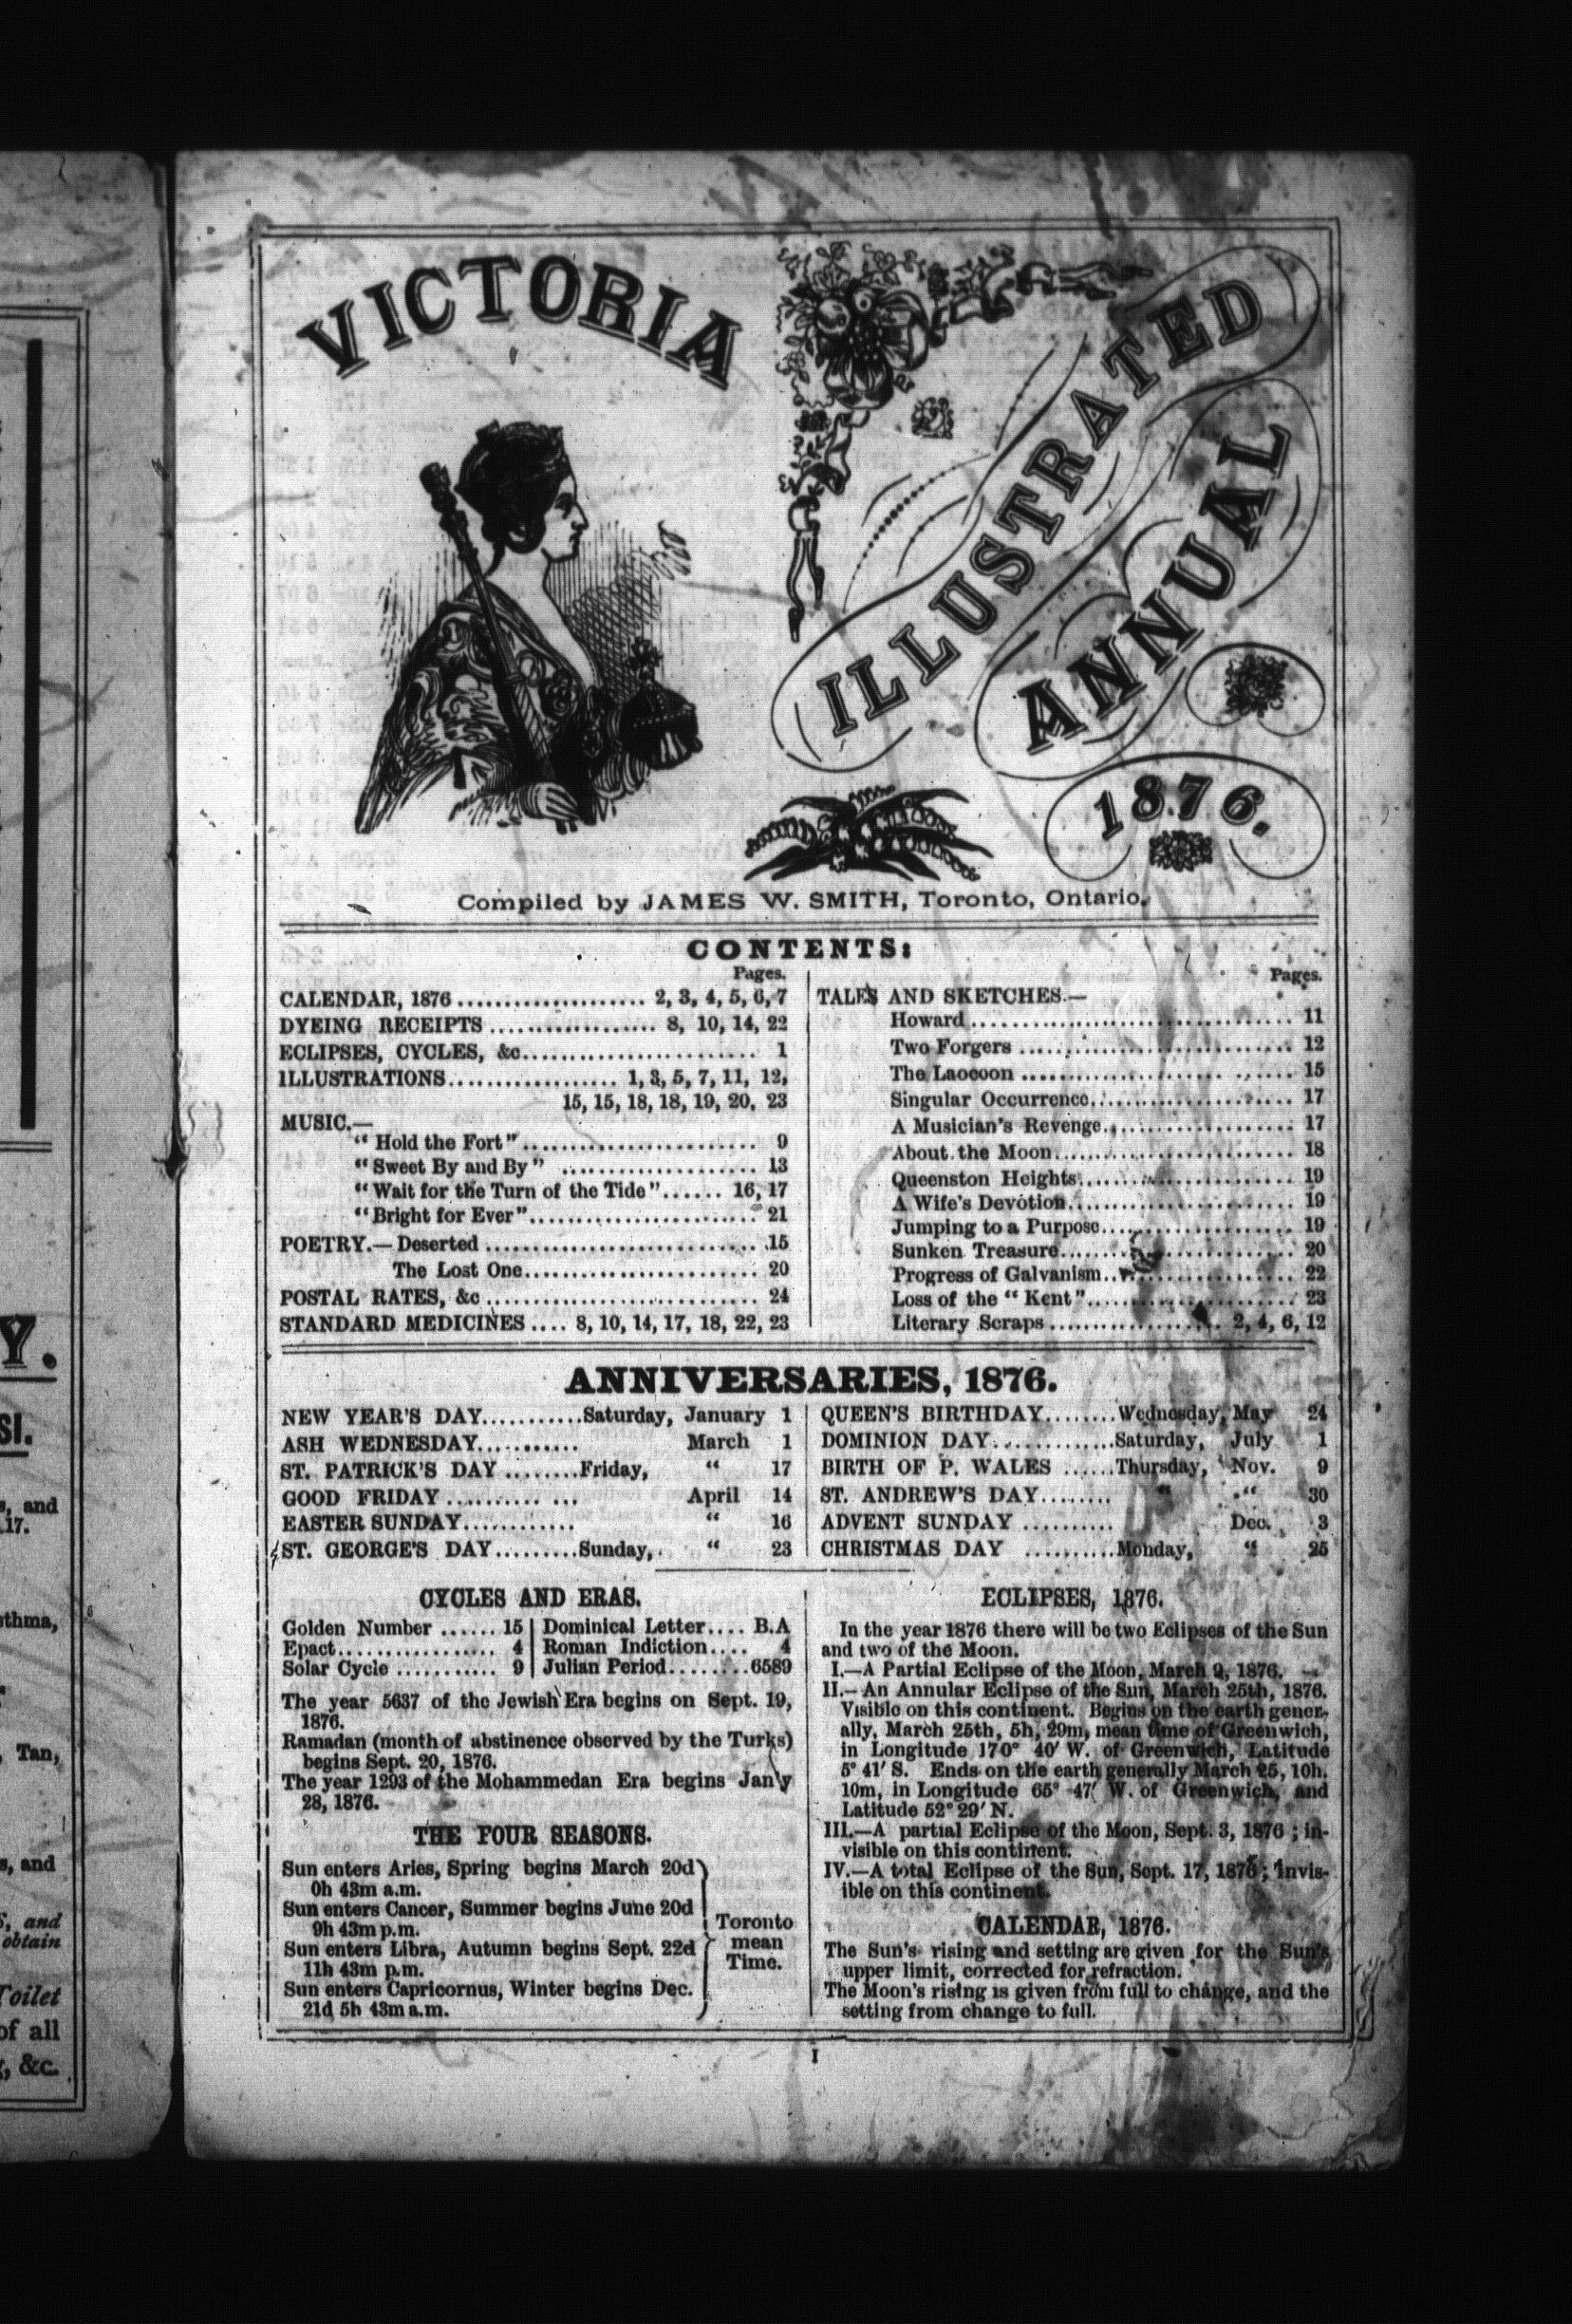 Y.
SI.
s, and
17.
sthma,
Tan,
s, and
S, and
obtain
Toilet
of all
g, &c.
VICTORIA
ILLUSTRATED
ANNUAL
1876.
Compiled by JAMES W. SMITH, Toronto, Ontario.
CONTENTS:
Pages.
CALENDAR, 1876 .................... 2, 3, 4, 5, 6, 7
DYEING RECEIPTS .................. 8, 10, 14, 22
ECLIPSES, CYCLES, &c........................ 1
ILLUSTRATIONS.................. 1, 3, 5, 7, 11, 12,
15, 15, 18, 18, 19, 20, 23
MUSIC.—
"Hold the Fort" ........................ 9
"Sweet By and By" .................... 13
"Wait for the Turn of the Tide"...... 16, 17
"Bright for Ever"........................ 21
POETRY.— Deserted ............................ 15
The Lost One........................ 20
POSTAL RATES, &c ............................ 24
STANDARD MEDICINES .... 8, 10, 14, 17, 18, 22, 23
Pages.
TALES AND SKETCHES.—
Howard ................................. 11
Two Forgers ............................ 12
The Laocoon ............................ 15
Singular Occurrence..................... 17
A Musician's Revenge.................... 17
About the Moon......................... 18
Queenston Heights...................... 19
A Wife's Devotion....................... 19
Jumping to a Purpose.................... 19
Sunken Treasure........................ 20
Progress of Galvanism.................... 22
Loss of the "Kent"...................... 23
Literary Scraps .................. 2, 4, 6, 12
ANNIVERSARIES, 1876.
NEW YEAR'S DAY...........Saturday, January 1
ASH WEDNESDAY........... March 1
ST. PATRICK'S DAY ........Friday, " 17
GOOD FRIDAY .......... ... April 14
EASTER SUNDAY............ " 16
ST. GEORGE'S DAY.........Sunday, " 23
QUEEN'S BIRTHDAY........Wednesday, May 24
DOMINION DAY.............Saturday, July 1
BIRTH OF P. WALES ......Thursday, Nov. 9
ST. ANDREW'S DAY........ " " 30
ADVENT SUNDAY .......... Dec. 3
CHRISTMAS DAY ..........Monday, " 25
CYCLES AND ERAS.
Golden Number ...... 15 | Dominical Letter.... B.A
Epact................ 4 | Roman Indiction.... 4
Solar Cycle ........... 9 | Julian Period........6589
The year 5637 of the Jewish Era begins on Sept. 19,
1876.
Ramadan (month of abstinence observed by the Turks)
begins Sept. 20, 1876.
The year 1293 of the Mohammedan Era begins Jan'y
28, 1876.
THE FOUR SEASONS.
Sun enters Aries, Spring begins March 20d
0h 43m a.m.
Sun enters Cancer, Summer begins June 20d
9h 43m p.m.
Sun enters Libra, Autumn begins Sept. 22d
11h 43m p.m.
Sun enters Capricornus, Winter begins Dec.
21d 5h 43m a.m.
Toronto
mean
Time.
ECLIPSES, 1876.
In the year 1876 there will be two Eclipses of the Sun
and two of the Moon.
I.—A Partial Eclipse of the Moon, March 9, 1876.
II.—An Annular Eclipse of the Sun, March 25th, 1876.
Visible on this continent. Begins on the earth gener-
ally, March 25th, 5h, 29m, mean time of Greenwich,
in Longitude 170° 40′ W. of Greenwich, Latitude
5° 41′ S. Ends on the earth generally March 25, 10h.
10m, in Longitude 65° 47′ W. of Greenwich, and
Latitude 52° 29′ N.
III.—A partial Eclipse of the Moon, Sept. 3, 1876 ; in-
visible on this continent.
IV.—A total Eclipse of the Sun, Sept. 17, 1876 ; invis-
ible on this continent.
CALENDAR, 1876.
The Sun's rising and setting are given for the Sun's
upper limit, corrected for refraction.
The Moon's rising is given from full to change, and the
setting from change to full.
I